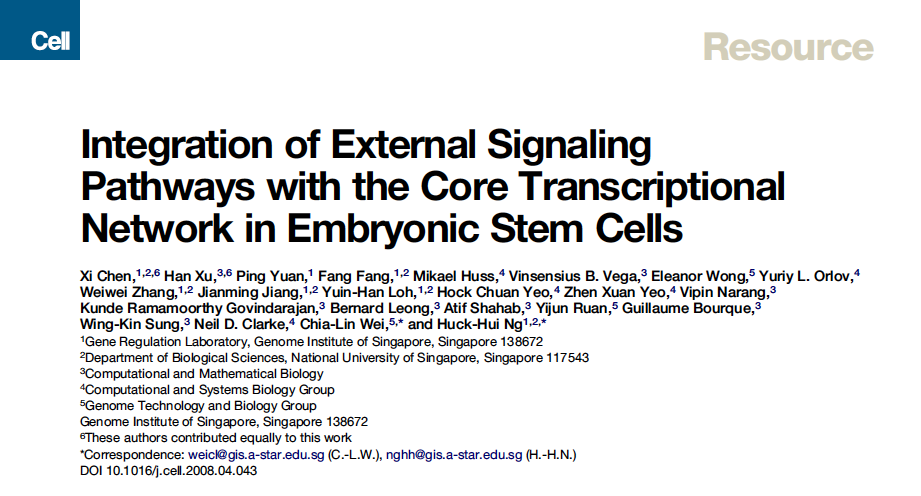 Cell
Resource
Integration of External Signaling
Pathways with the Core Transcriptional
Network in Embryonic Stem Cells
Xi Chen,1,2,6 Han Xu,3,6 Ping Yuan,1 Fang Fang,1,2 Mikael Huss,4 Vinsensius B. Vega,3 Eleanor Wong,5 Yuriy L. Orlov,4
Weiwei Zhang,1,2 Jianming Jiang,1,2 Yuin-Han Loh,1,2 Hock Chuan Yeo,4 Zhen Xuan Yeo,4 Vipin Narang,3
Kunde Ramamoorthy Govindarajan,3 Bernard Leong,3 Atif Shahab,3 Yijun Ruan,5 Guillaume Bourque,3
Wing-Kin Sung,3 Neil D. Clarke,4 Chia-Lin Wei,5,* and Huck-Hui Ng1,2,*
1Gene Regulation Laboratory, Genome Institute of Singapore, Singapore 138672
2Department of Biological Sciences, National University of Singapore, Singapore 117543
3Computational and Mathematical Biology
4Computational and Systems Biology Group
5Genome Technology and Biology Group
Genome Institute of Singapore, Singapore 138672
6These authors contributed equally to this work
*Correspondence: weicl@gis.a-star.edu.sg (C.-L.W.), nghh@gis.a-star.edu.sg (H.-H.N.)
DOI 10.1016/j.cell.2008.04.043